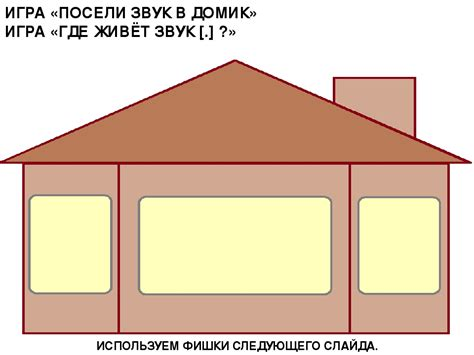 ИГРА «ПОСЕЛИ ЗВУК В ДОМИК»
ИГРА «ГДЕ ЖИВЁТ ЗВУК [.] ?»
ИСПОЛЬЗУЕМ ФИШКИ СЛЕДУЮЩЕГО СЛАЙДА.